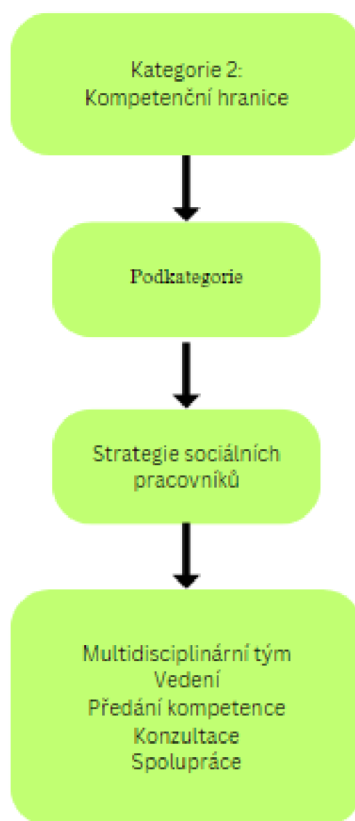 Kategorie 2:
Kompetenční hranice
Podkategorie
Strategie sociálních
pracovníků
Multidisciplinární tým
Vedení
Předání kompetence
Konzultace
Spolupráce